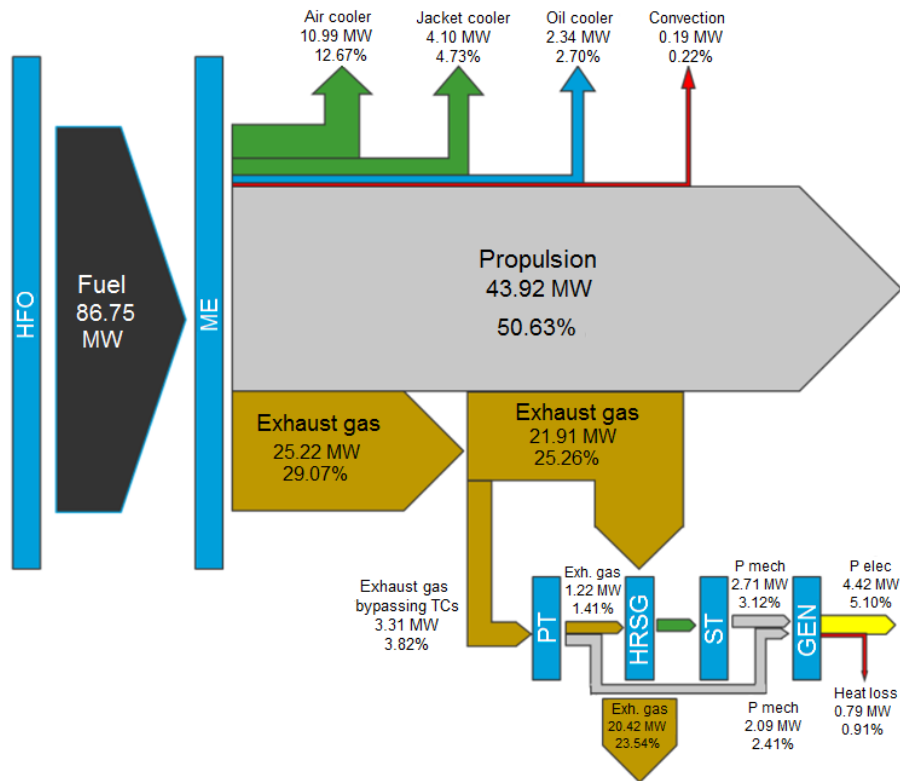 Air cooler
10.99 MW
12.67%
Jacket cooler
4.10 MW
4.73%
Oil cooler
2.34 MW
2.70%
Convection
0.19 MW
0.22%
HFO
Fuel
86.75
MW
ME
Propulsion
43.92 MW
50.63%
Exhaust gas
25.22 MW
29.07%
Exhaust gas
21.91 MW
25.26%
Exhaust gas
bypassing TCs
3.31 MW
3.82%
PT
Exh. gas
1.22 MW
1.41%
HRSG
ST
P mech
2.71 MW
3.12%
GEN
P elec
4.42 MW
5.10%
Exh. gas
20.42 MW
23.54%
P mech
2.09 MW
2.41%
Heat loss
0.79 MW
0.91%